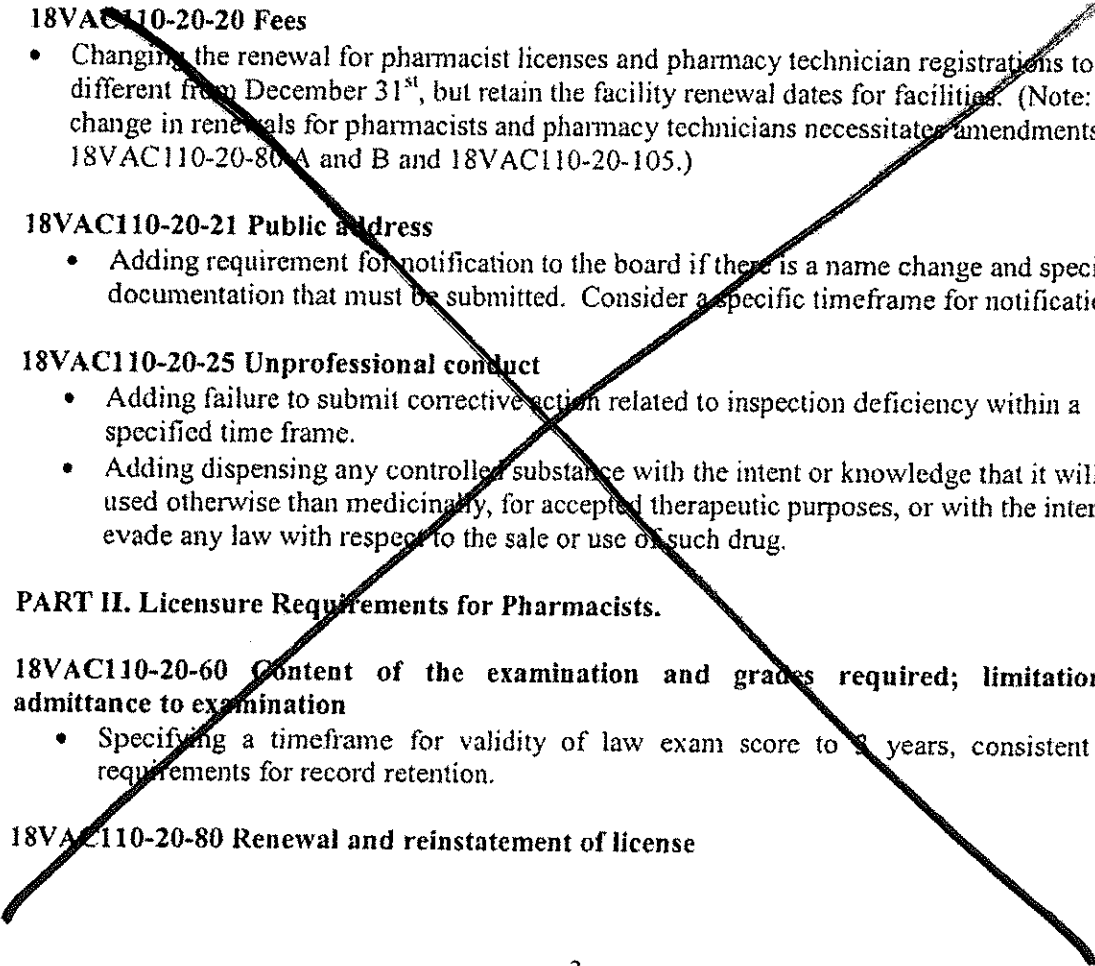 18VAC110-20-20 Fees
• Changing the renewal for pharmacist licenses and pharmacy technician registrations to
different from December 31st, but retain the facility renewal dates for facilities. (Note:
change in renewals for pharmacists and pharmacy technicians necessitates amendments
18VAC110-20-80 A and B and 18VAC110-20-105.)
18VAC110-20-21 Public address
• Adding requirement for notification to the board if there is a name change and speci
documentation that must be submitted. Consider a specific timeframe for notificatio
18VAC110-20-25 Unprofessional conduct
• Adding failure to submit corrective action related to inspection deficiency within a
specified time frame.
• Adding dispensing any controlled substance with the intent or knowledge that it will
used otherwise than medicinally, for accepted therapeutic purposes, or with the inten
evade any law with respect to the sale or use of such drug.
PART II. Licensure Requirements for Pharmacists.
18VAC110-20-60 Content of the examination and grades required; limitation
admittance to examination
• Specifying a timeframe for validity of law exam score to years, consistent
requirements for record retention.
18VAC110-20-80 Renewal and reinstatement of license